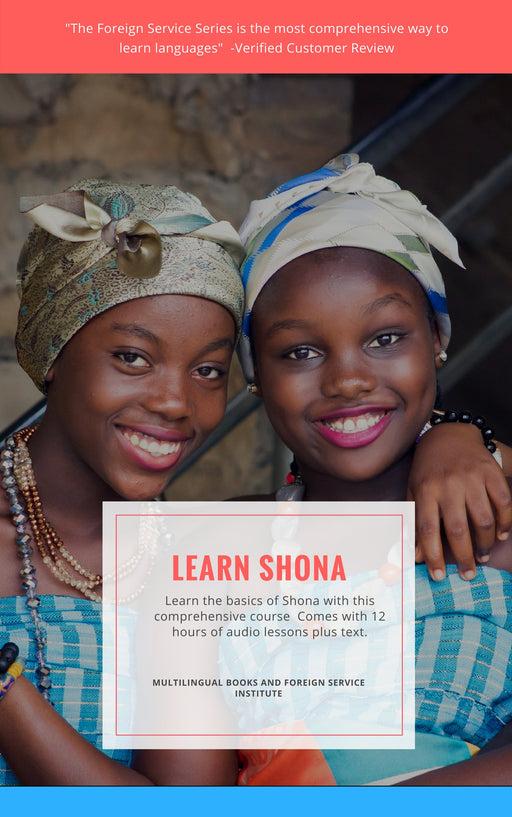 "The Foreign Service Series is the most comprehensive way to
learn languages"  -Verified Customer Review
LEARN SHONA
Learn the basics of Shona with this
comprehensive course  Comes with 12
hours of audio lessons plus text.
MULTILINGUAL BOOKS AND FOREIGN SERVICE
INSTITUTE